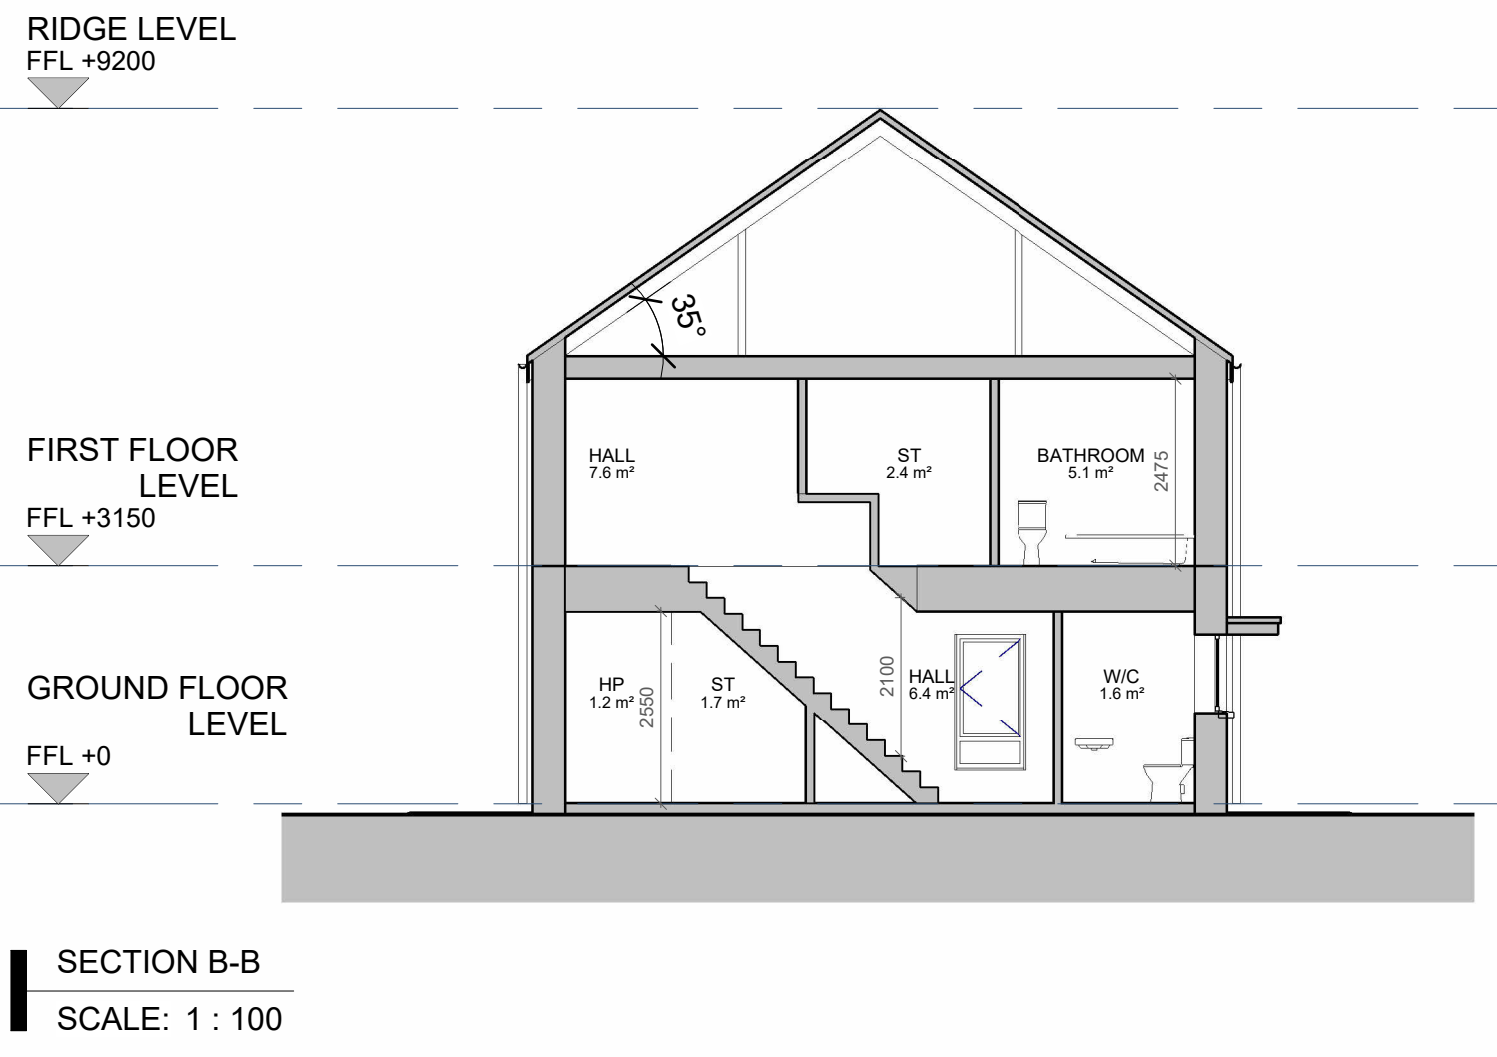 RIDGE LEVEL
FFL +9200
35°
FIRST FLOOR
LEVEL
FFL +3150
HALL
7.6 m²
ST
2.4 m²
BATHROOM
5.1 m²
2475
GROUND FLOOR
LEVEL
FFL +0
HP
1.2 m²
2550
ST
1.7 m²
2100
HALL
6.4 m²
W/C
1.6 m²
SECTION B-B
SCALE: 1 : 100